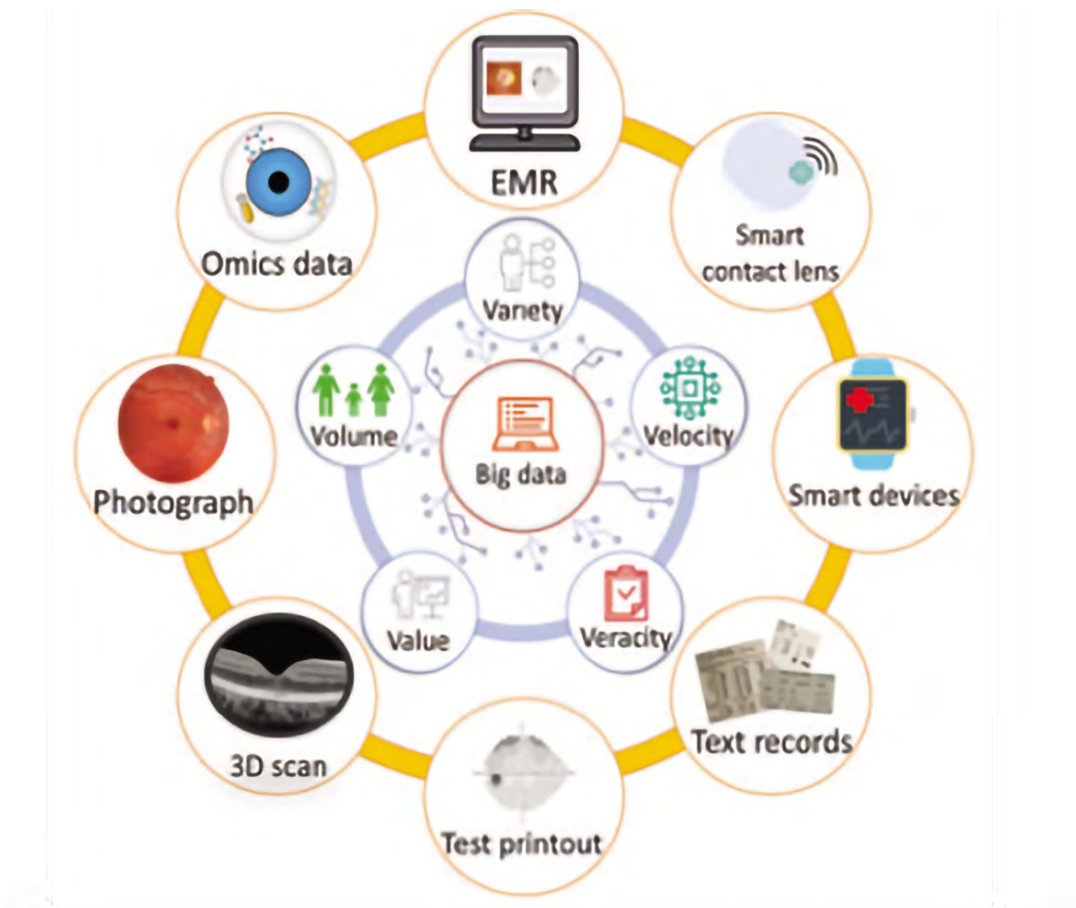 EMR
Smart
contact lens
Omics data
Variety
Volume
Velocity
Big data
Photograph
Smart devices
Value
Veracity
3D scan
Text records
Test printout